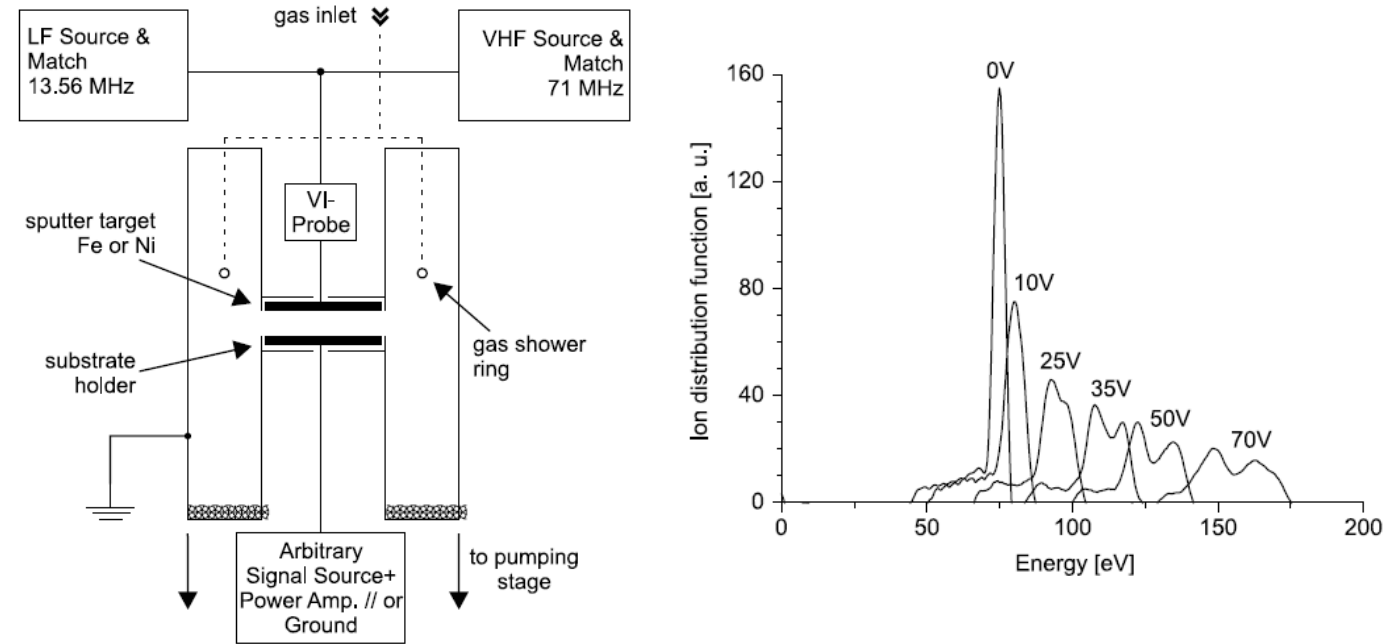 gas inlet
LF Source &
Match
13.56 MHz
VHF Source &
Match
71 MHz
VI-
Probe
sputter target
Fe or Ni
substrate
holder
gas shower
ring
Arbitrary
Signal Source+
Power Amp. // or
Ground
to pumping
stage
Ion distribution function [a. u.]
160
120
80
40
0
0V
10V
25V
35V
50V
70V
0
50
100
150
200
Energy [eV]